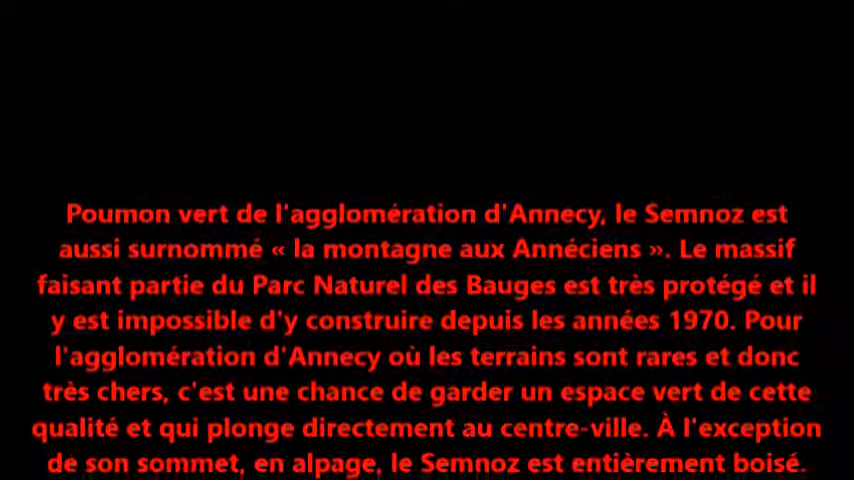 Poumon vert de l'agglomération d'Annecy, le Semnoz est
aussi surnommé « la montagne aux Annéciens ». Le massif
faisant partie du Parc Naturel des Bauges est très protégé et il
y est impossible d'y construire depuis les années 1970. Pour
l'agglomération d'Annecy où les terrains sont rares et donc
très chers, c'est une chance de garder un espace vert de cette
qualité et qui plonge directement au centre-ville. À l'exception
de son sommet, en alpage, le Semnoz est entièrement boisé.